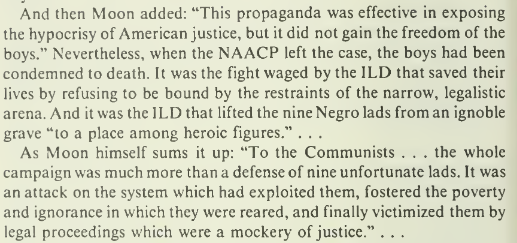 And then Moon added: “This propaganda was effective in exposing
the hypocrisy of American justice, but it did not gain the freedom of the
boys.” Nevertheless, when the NAACP left the case, the boys had been
condemned to death. It was the fight waged by the ILD that saved their
lives by refusing to be bound by the restraints of the narrow, legalistic
arena. And it was the ILD that lifted the nine Negro lads from an ignoble
grave “to a place among heroic figures.” . . .
As Moon himself sums it up: “To the Communists . . . the whole
campaign was much more than a defense of nine unfortunate lads. It was
an attack on the system which had exploited them, fostered the poverty
and ignorance in which they were reared, and finally victimized them by
legal proceedings which were a mockery of justice.” . . .